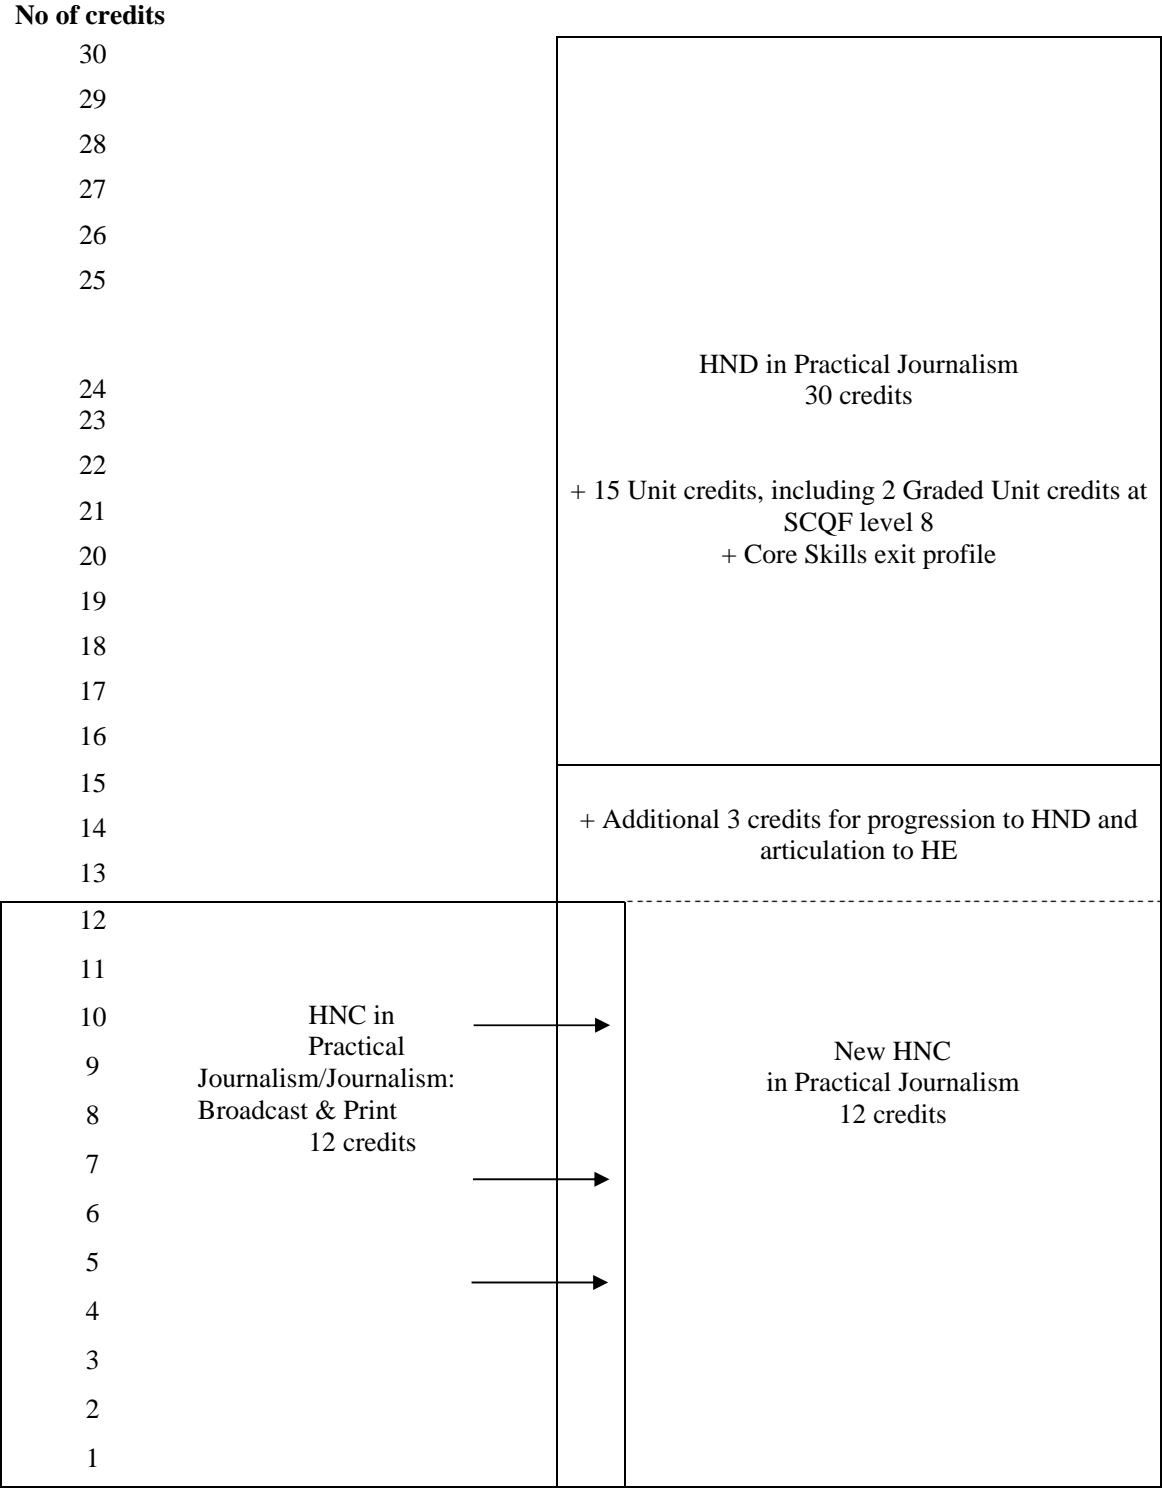 No of credits
30
29
28
27
26
25
HND in Practical Journalism
24
30 credits
23
22
+ 15 Unit credits, including 2 Graded Unit credits at
21
SCQF level 8
20
+ Core Skills exit profile
19
18
17
16
15
+ Additional 3 credits for progression to HND and
14
articulation to HE
13
12
11
10
HNC in
Practical
Journalism/Journalism:
Broadcast & Print
12 credits
New HNC
in Practical Journalism
12 credits
9
8
7
6
5
4
3
2
1